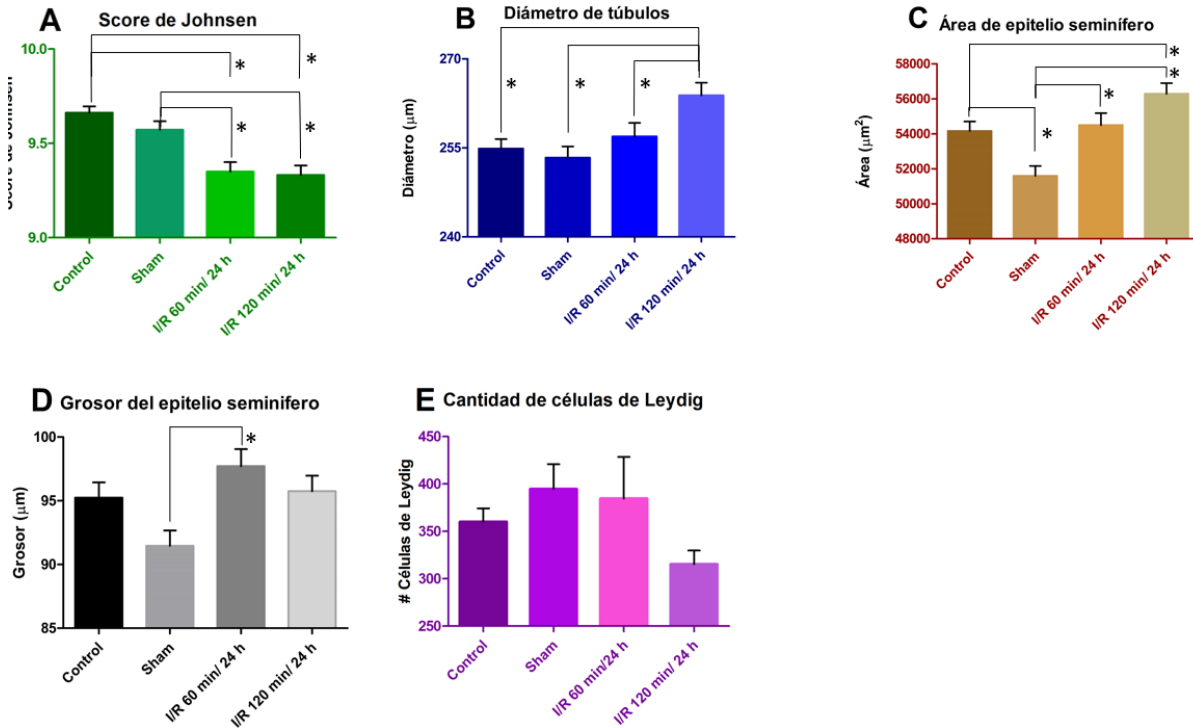 A Score de Johnsen
10.0
9.5
9.0
Score de Johnsen
*
*
*
*
Control
Sham
I/R 60 min/ 24 h
I/R 120 min/ 24 h
B Diámetro de túbulos
270
255
240
Diámetro (µm)
*
*
*
Control
Sham
I/R 60 min/ 24 h
I/R 120 min/ 24 h
C Área de epitelio seminífero
58000
56000
54000
52000
50000
48000
Área (µm²)
*
*
*
*
Control
Sham
I/R 60 min/ 24 h
I/R 120 min/ 24 h
D Grosor del epitelio seminifero
100
95
90
85
Grosor (µm)
*
Control
Sham
I/R 60 min/ 24 h
I/R 120 min/ 24 h
E Cantidad de células de Leydig
450
400
350
300
250
# Células de Leydig
Control
Sham
I/R 60 min/24 h
I/R 120 min/ 24 h